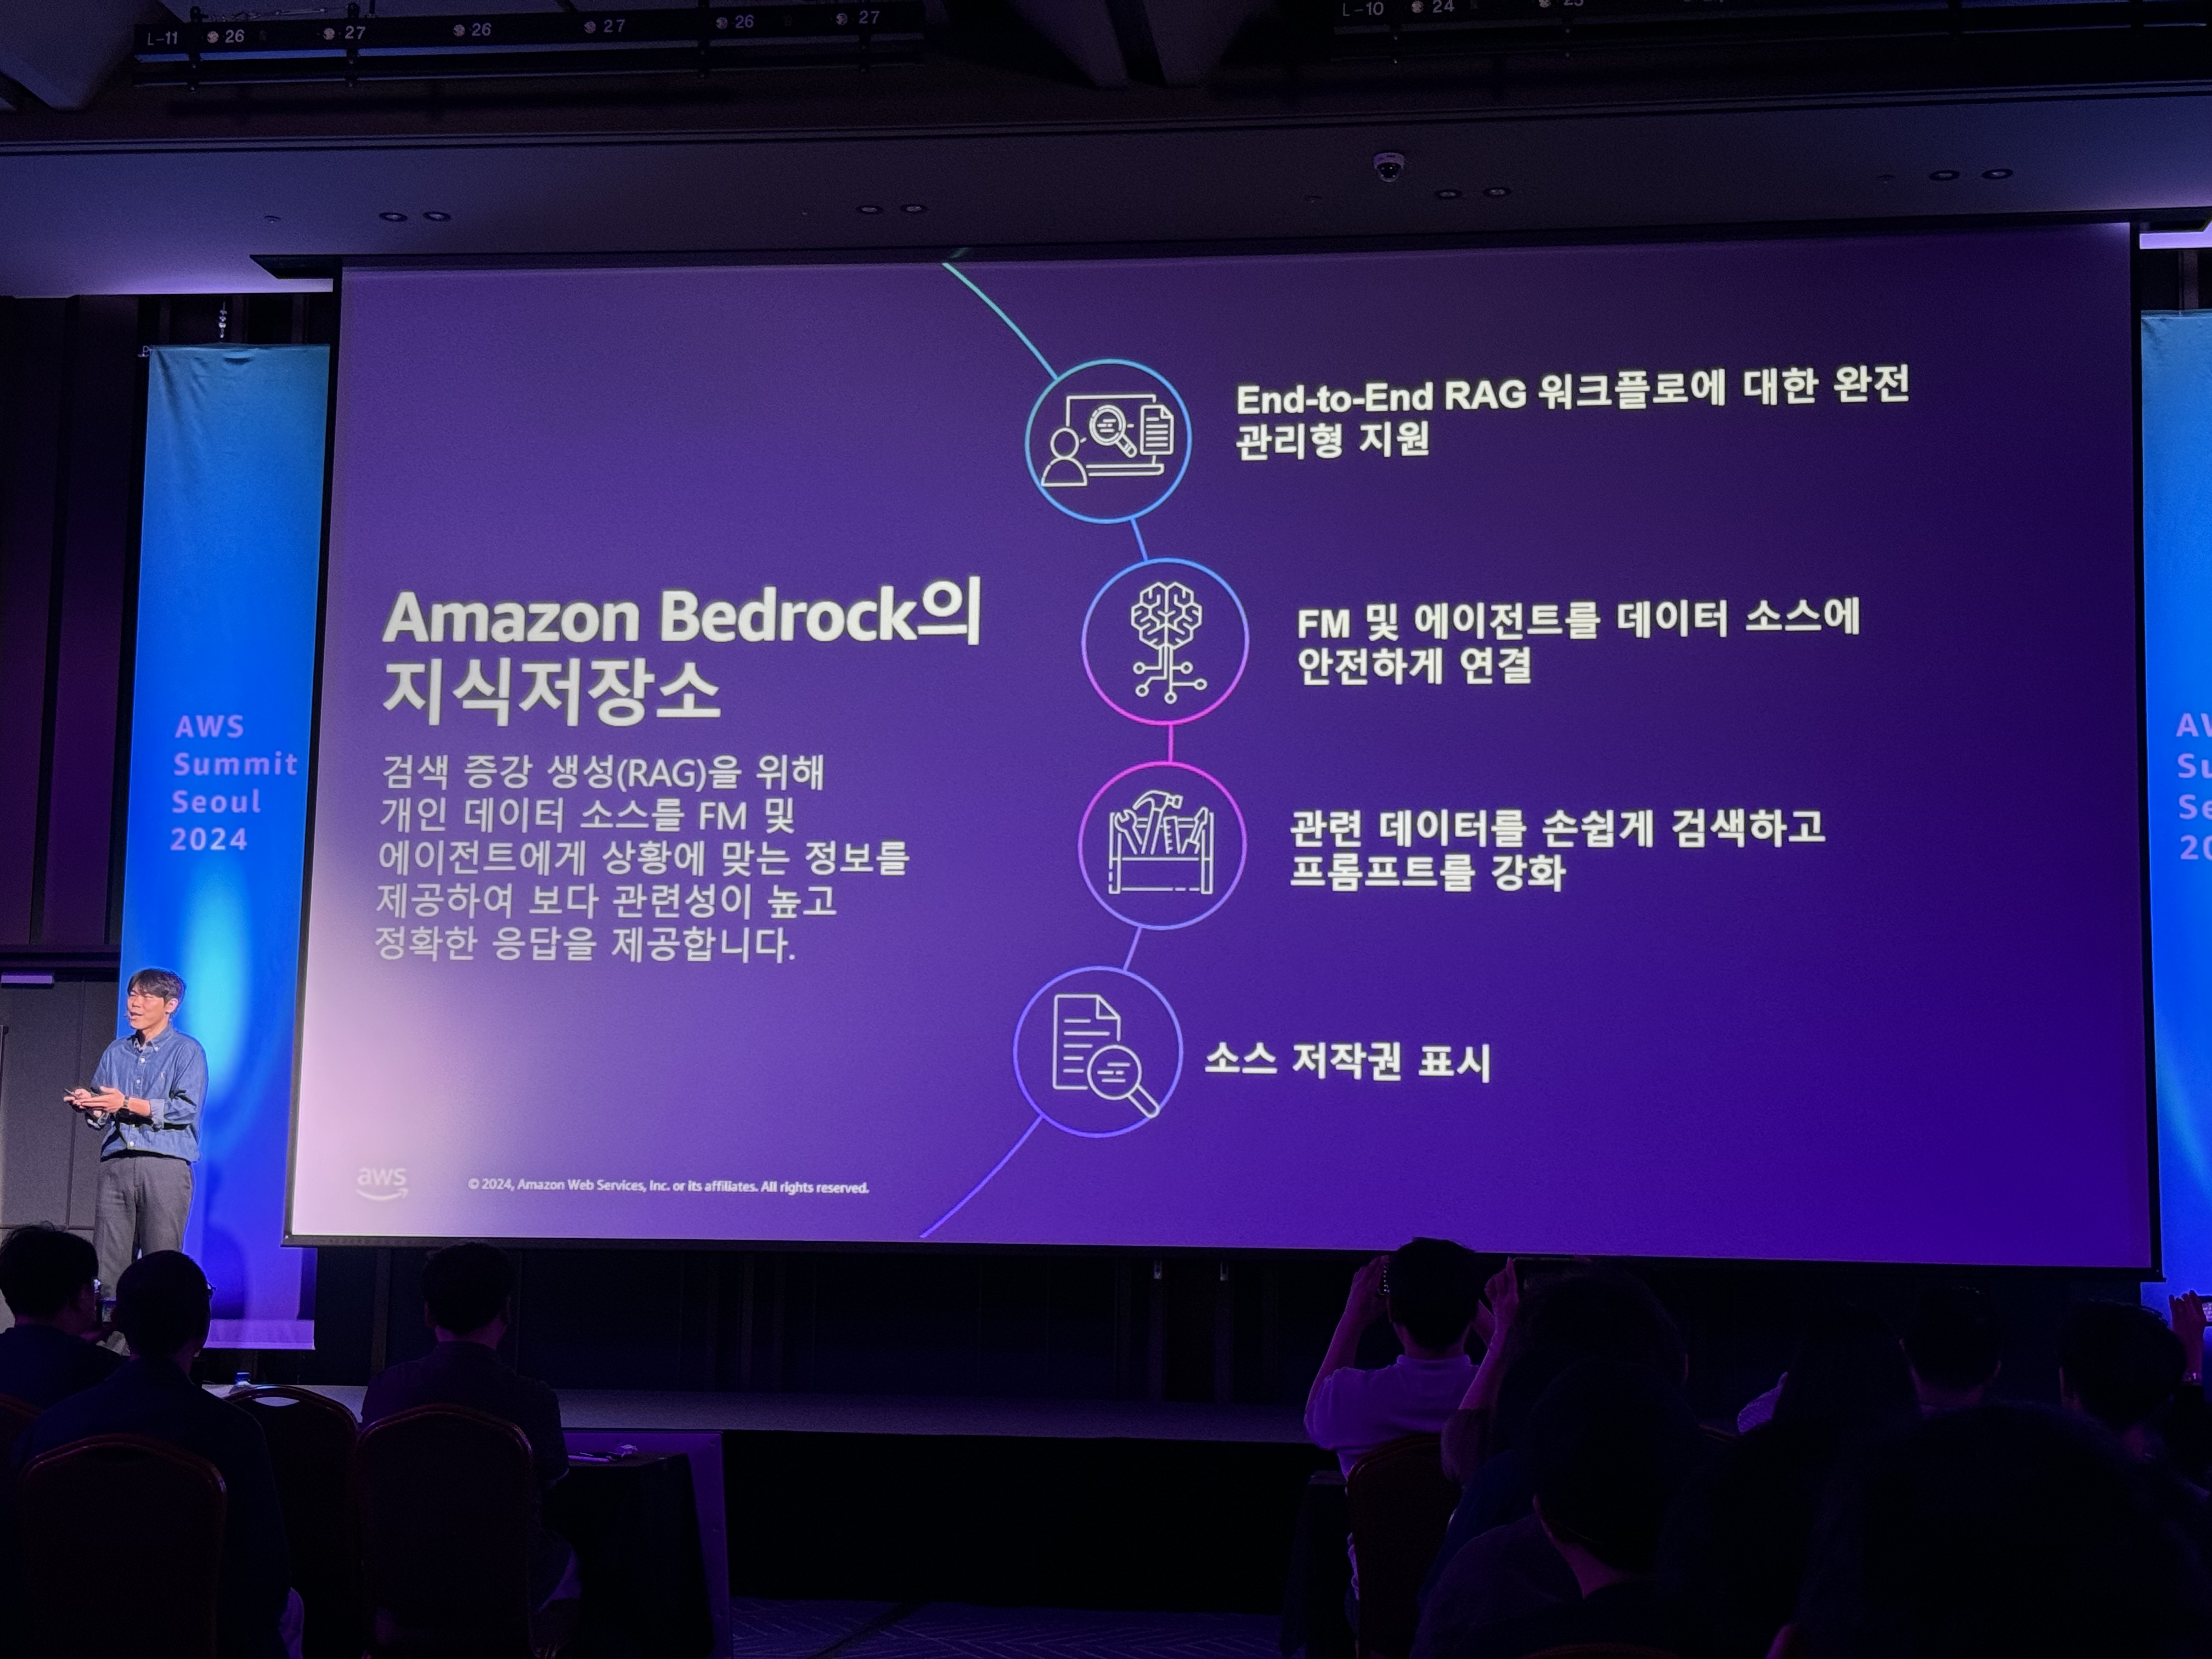 L-11 26 27 26 27 26 27
L-10 24
Amazon Bedrock의
지식저장소
검색 증강 생성(RAG)을 위해
개인 데이터 소스를 FM 및
에이전트에게 상황에 맞는 정보를
제공하여 보다 관련성이 높고
정확한 응답을 제공합니다.
End-to-End RAG 워크플로에 대한 완전
관리형 지원
FM 및 에이전트를 데이터 소스에
안전하게 연결
관련 데이터를 손쉽게 검색하고
프롬프트를 강화
소스 저작권 표시
aws
© 2024, Amazon Web Services, Inc. or its affiliates. All rights reserved.
AWS
Summit
Seoul
2024